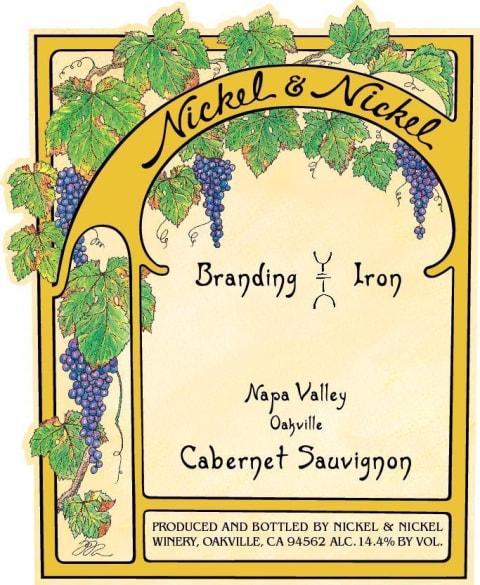 Nickel & Nickel
Branding Iron
Napa Valley
Oakville
Cabernet Sauvignon
PRODUCED AND BOTTLED BY NICKEL & NICKEL
WINERY, OAKVILLE, CA 94562 ALC. 14.4% BY VOL.